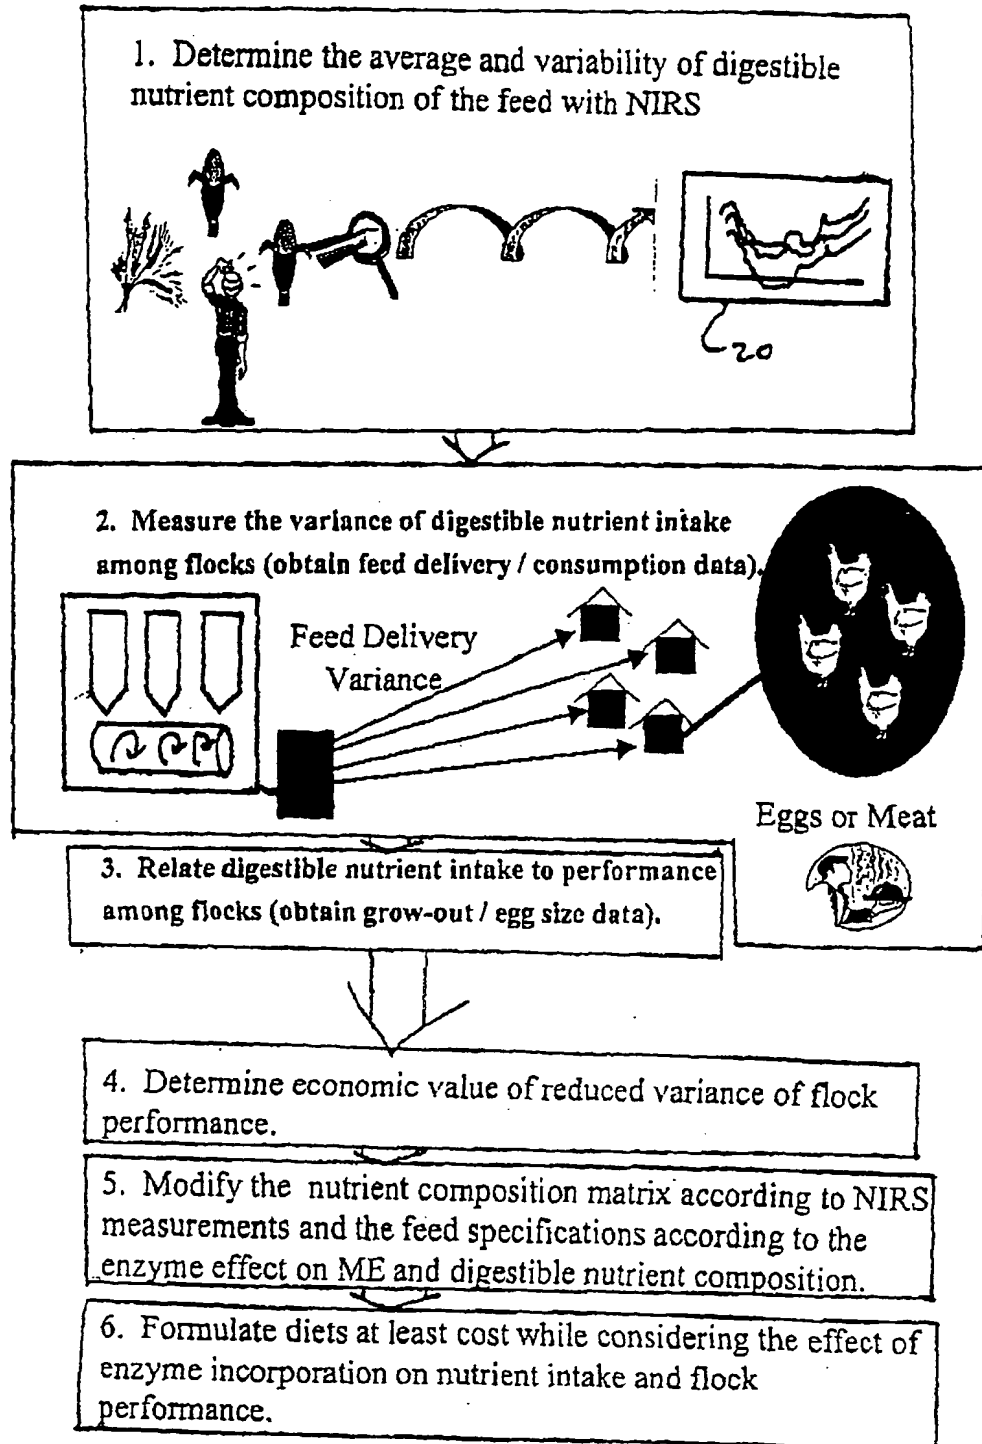 1. Determine the average and variability of digestible
nutrient composition of the feed with NIRS
20
2. Measure the variance of digestible nutrient intake
among flocks (obtain feed delivery / consumption data).
Feed Delivery
Variance
Eggs or Meat
3. Relate digestible nutrient intake to performance
among flocks (obtain grow-out / egg size data).
4. Determine economic value of reduced variance of flock
performance.
5. Modify the nutrient composition matrix according to NIRS
measurements and the feed specifications according to the
enzyme effect on ME and digestible nutrient composition.
6. Formulate diets at least cost while considering the effect of
enzyme incorporation on nutrient intake and flock
performance.